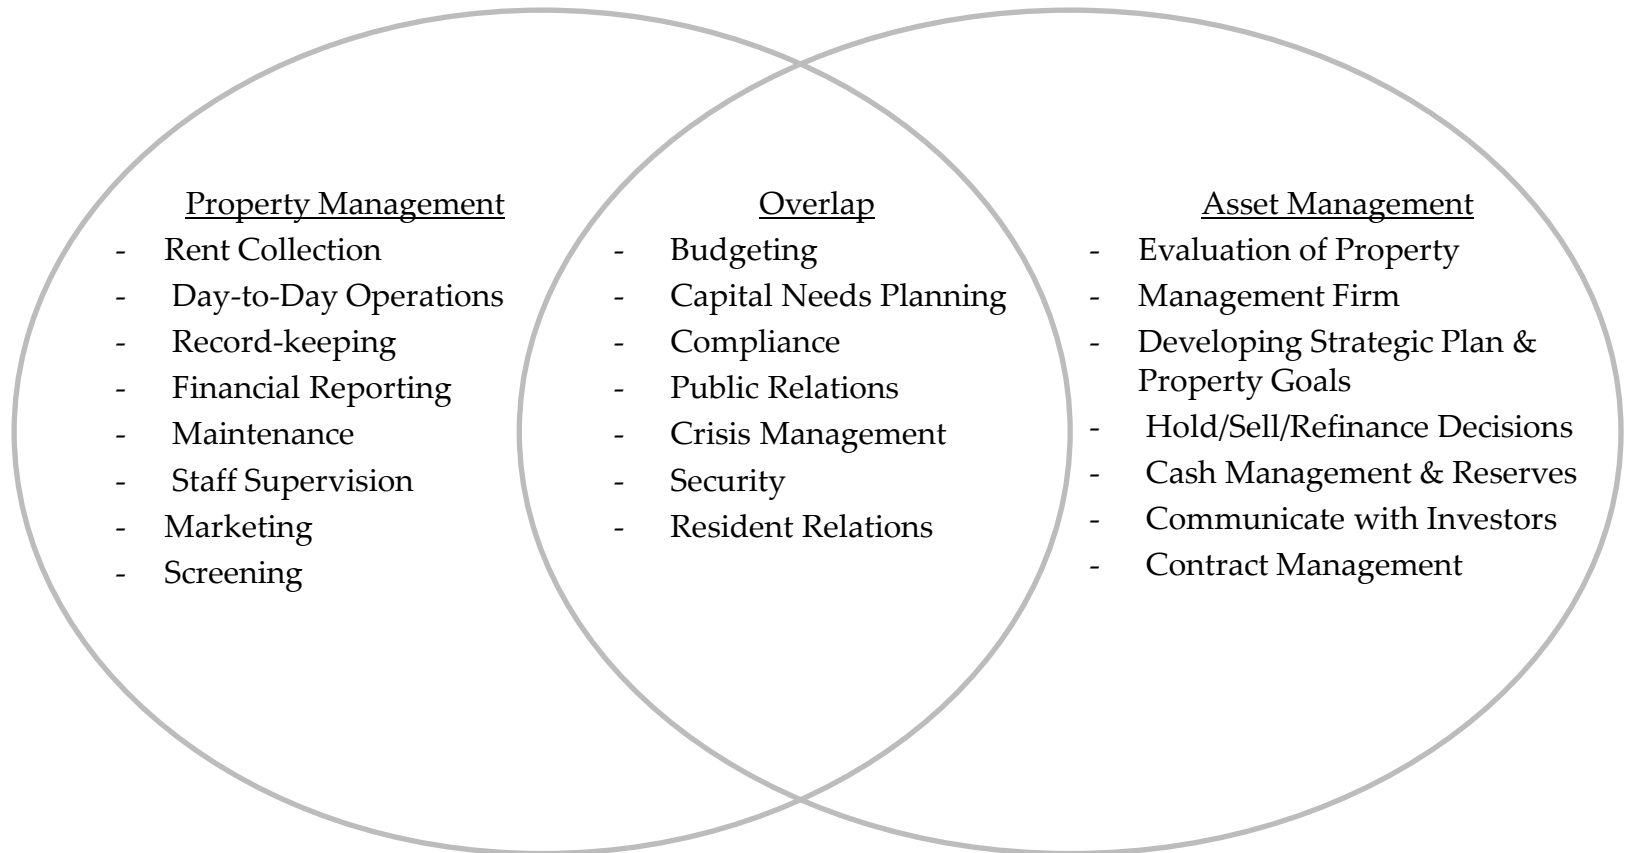 Property Management
- Rent Collection
- Day-to-Day Operations
- Record-keeping
- Financial Reporting
- Maintenance
- Staff Supervision
- Marketing
- Screening
Overlap
- Budgeting
- Capital Needs Planning
- Compliance
- Public Relations
- Crisis Management
- Security
- Resident Relations
Asset Management
- Evaluation of Property
- Management Firm
- Developing Strategic Plan &
Property Goals
- Hold/Sell/Refinance Decisions
- Cash Management & Reserves
- Communicate with Investors
- Contract Management